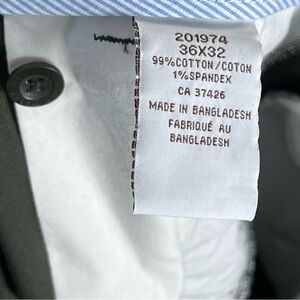 201974
36X32
99%COTTON/COTON
1%SPANDEX
CA 37426
MADE IN BANGLADESH
FABRIQUÉ AU
BANGLADESH